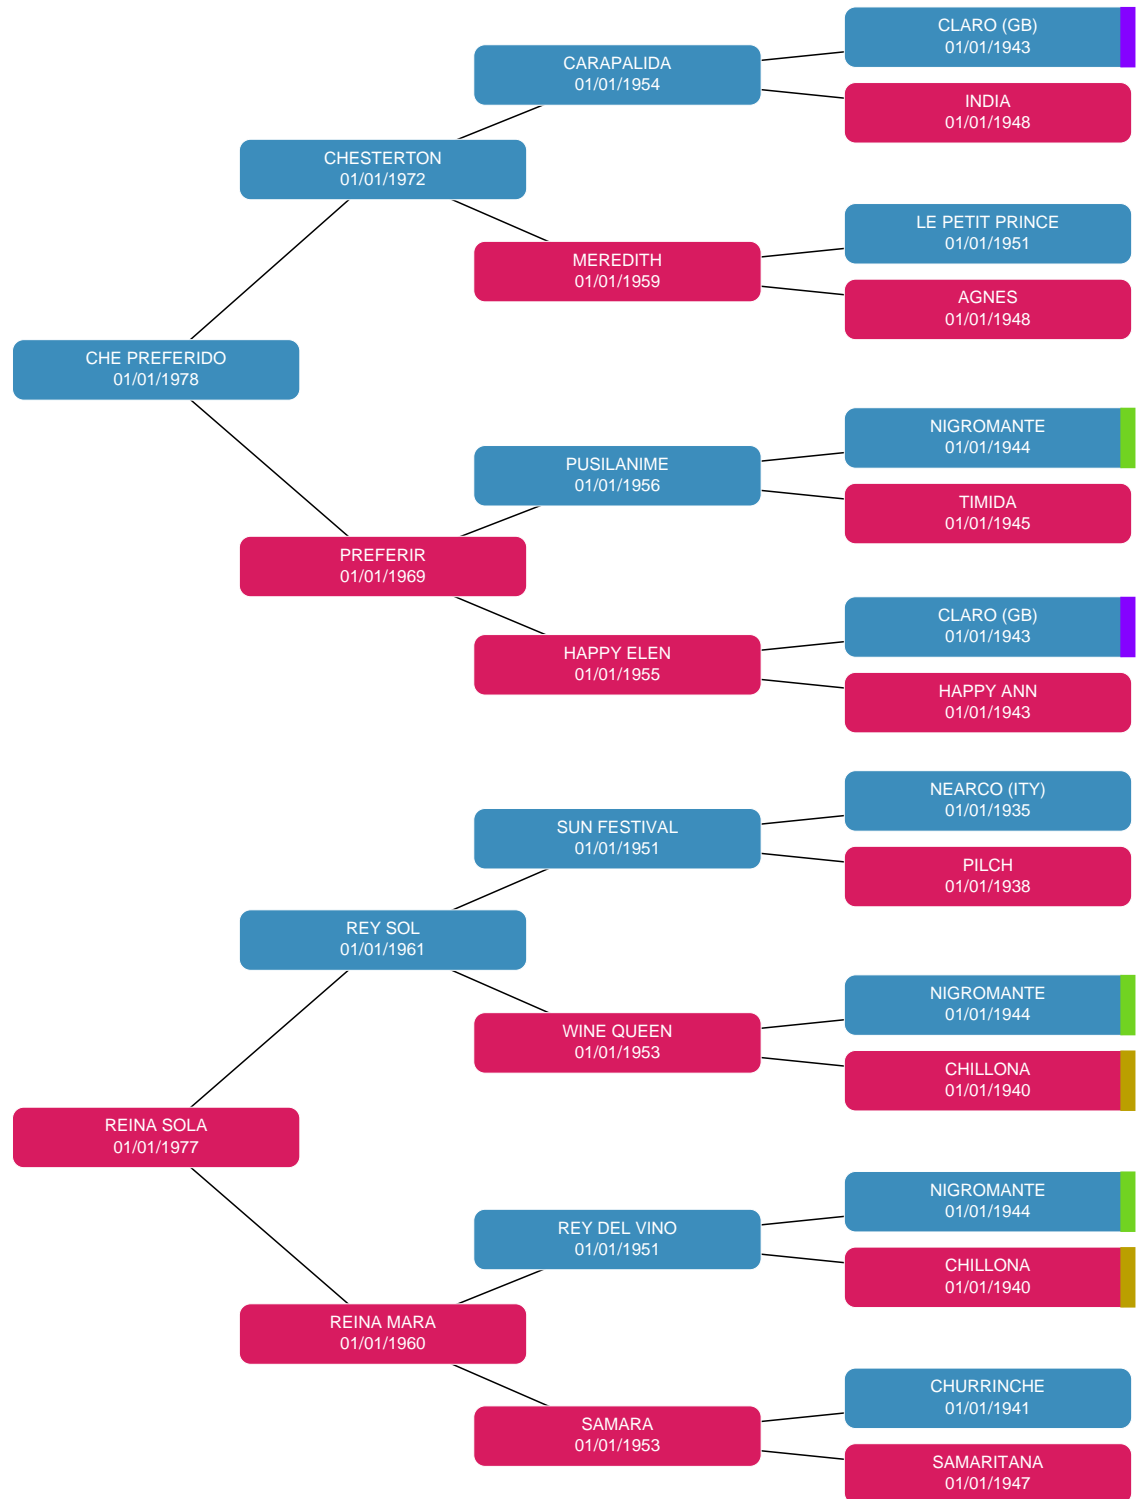 CLARO (GB)
01/01/1943
CARAPALIDA
01/01/1954
INDIA
01/01/1948
CHESTERTON
01/01/1972
LE PETIT PRINCE
01/01/1951
MEREDITH
01/01/1959
AGNES
01/01/1948
CHE PREFERIDO
01/01/1978
NIGROMANTE
01/01/1944
PUSILANIME
01/01/1956
TIMIDA
01/01/1945
PREFERIR
01/01/1969
CLARO (GB)
01/01/1943
HAPPY ELEN
01/01/1955
HAPPY ANN
01/01/1943
NEARCO (ITY)
01/01/1935
SUN FESTIVAL
01/01/1951
PILCH
01/01/1938
REY SOL
01/01/1961
NIGROMANTE
01/01/1944
WINE QUEEN
01/01/1953
CHILLONA
01/01/1940
REINA SOLA
01/01/1977
NIGROMANTE
01/01/1944
REY DEL VINO
01/01/1951
CHILLONA
01/01/1940
REINA MARA
01/01/1960
CHURRINCHE
01/01/1941
SAMARA
01/01/1953
SAMARITANA
01/01/1947